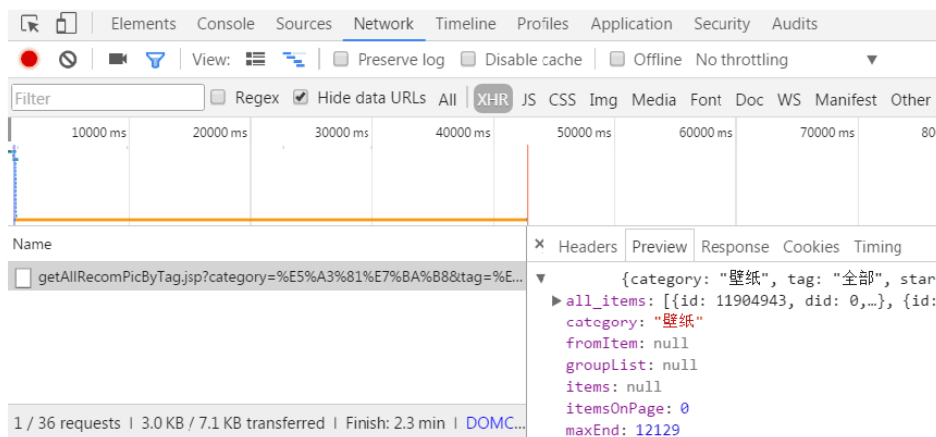 Elements Console Sources Network Timeline Profiles Application Security Audits
View: Preserve log Disable cache Offline No throttling
Filter Regex Hide data URLs All XHR JS CSS Img Media Font Doc WS Manifest Other
10000 ms 20000 ms 30000 ms 40000 ms 50000 ms 60000 ms 70000 ms 80
Name
× Headers Preview Response Cookies Timing
getAllRecomPicByTag.jsp?category=%E5%A3%81%E7%BA%B8&tag=%E...
{category: "壁纸", tag: "全部", star
all_items: [{id: 11904943, did: 0,…}, {id:
category: "壁纸"
fromItem: null
groupList: null
items: null
itemsOnPage: 0
maxEnd: 12129
1 / 36 requests | 3.0 KB / 7.1 KB transferred | Finish: 2.3 min | DOMC...